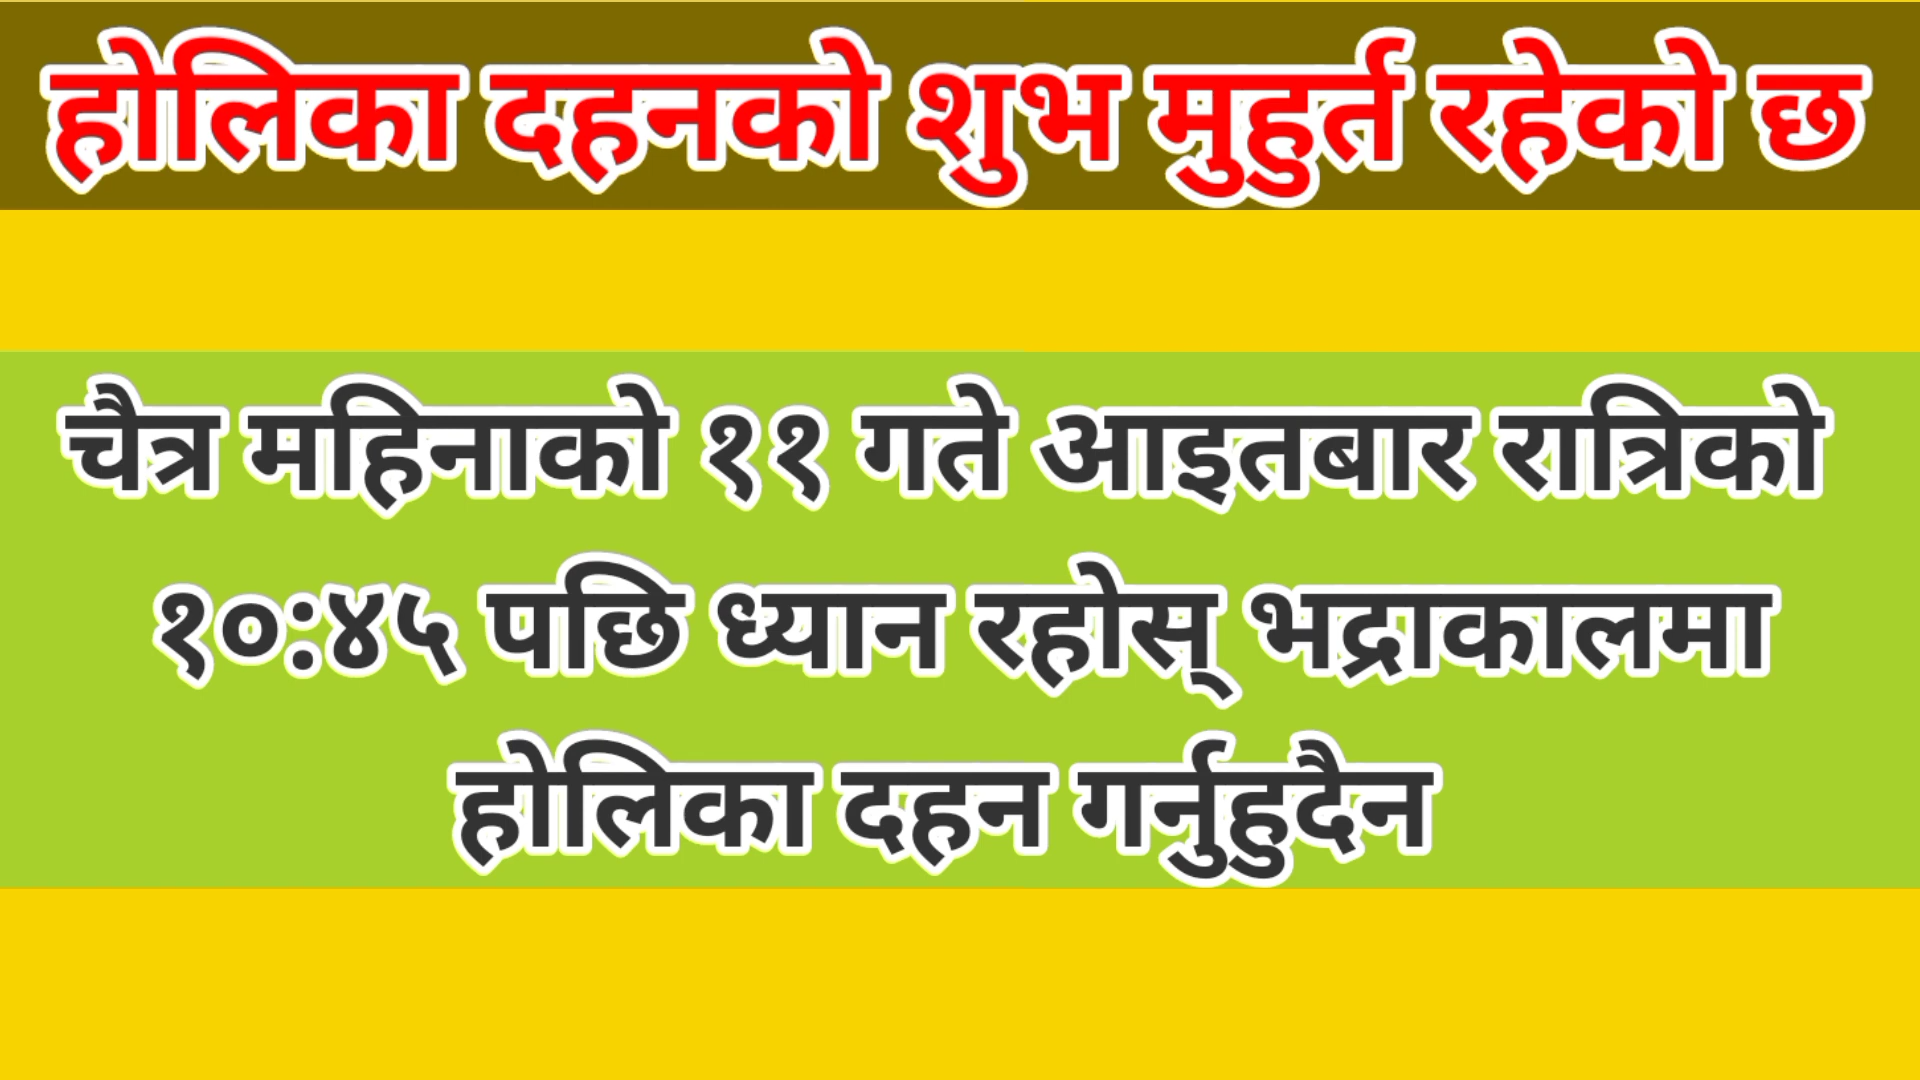 होलिका दहनको शुभ मुहुर्त रहेको छ
चैत्र महिनाको ११ गते आइतबार रात्रिको
१०:४५ पछि ध्यान रहोस् भद्राकालमा
होलिका दहन गर्नुहुदैन